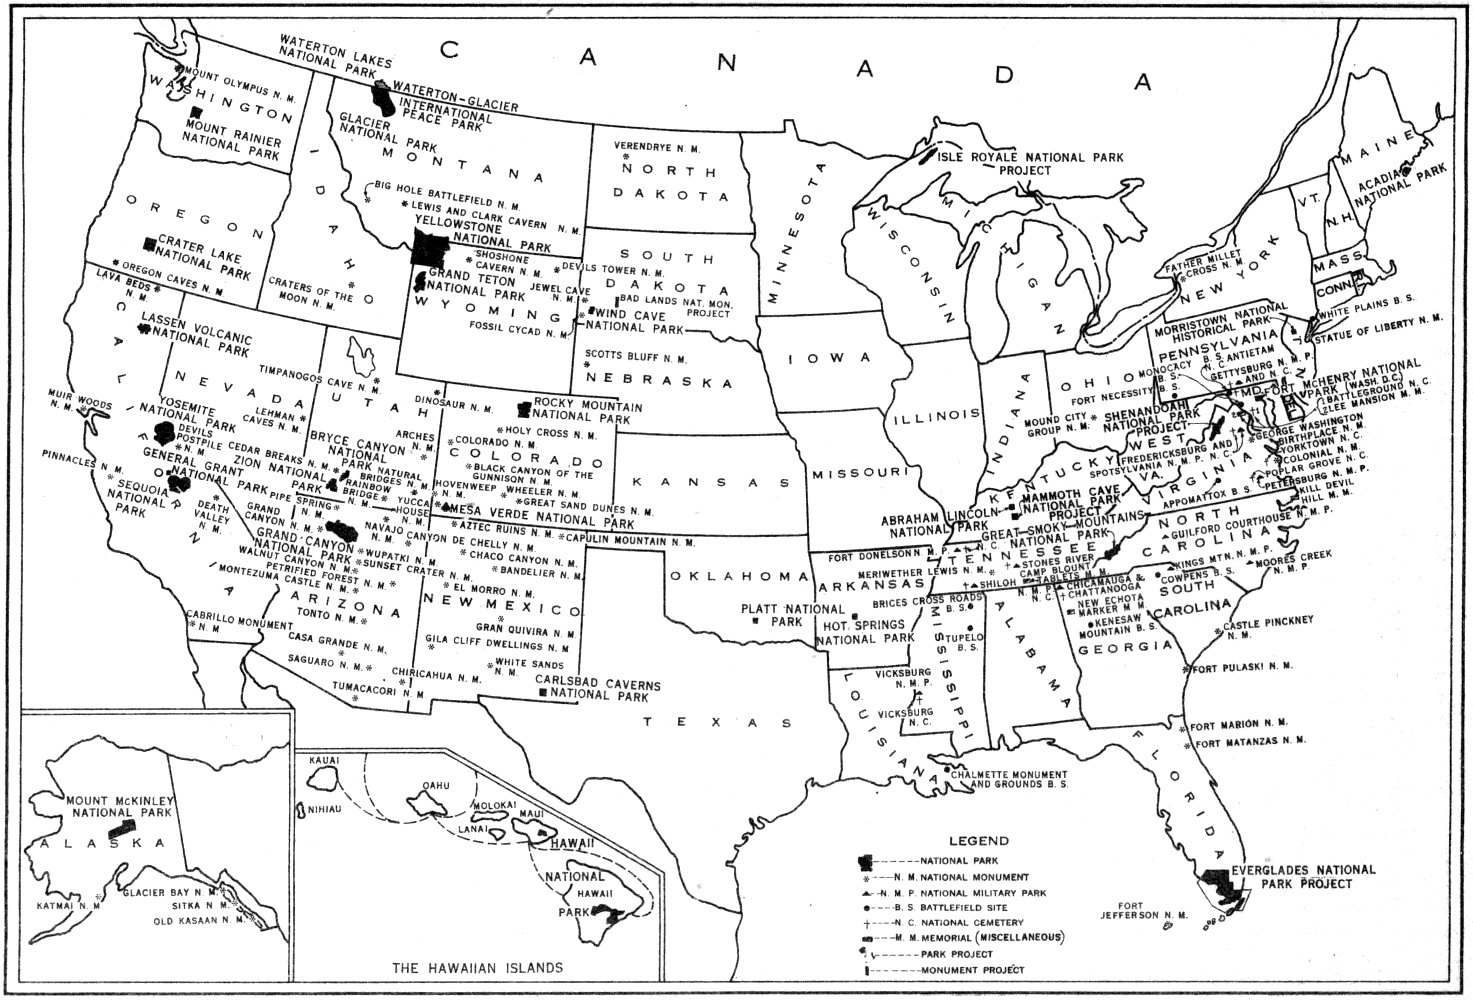 C A N A D A
WATERTON LAKES
NATIONAL PARK
WATERTON-GLACIER
INTERNATIONAL
PEACE PARK
GLACIER
NATIONAL PARK
MOUNT OLYMPUS N. M.
WASHINGTON
MOUNT RAINIER
NATIONAL PARK
MONTANA
IDAHO
BIG HOLE BATTLEFIELD N. M.
LEWIS AND CLARK CAVERN N. M.
YELLOWSTONE
NATIONAL PARK
OREGON
CRATER LAKE
NATIONAL PARK
OREGON CAVES N. M.
LAVA BEDS
N. M.
CRATERS OF THE
MOON N. M.
SHOSHONE
CAVERN N. M.
GRAND TETON
NATIONAL PARK
WYOMING
DEVILS TOWER N. M.
JEWEL CAVE
N. M.
FOSSIL CYCAD N. M.
VERENDRYE N. M.
NORTH
DAKOTA
SOUTH
DAKOTA
BAD LANDS NAT. MON.
PROJECT
WIND CAVE
NATIONAL PARK
SCOTTS BLUFF N. M.
NEBRASKA
MINNESOTA
WISCONSIN
MICHIGAN
ISLE ROYALE NATIONAL PARK
PROJECT
IOWA
ILLINOIS
INDIANA
OHIO
MISSOURI
KANSAS
LASSEN VOLCANIC
NATIONAL PARK
CALIFORNIA
NEVADA
UTAH
TIMPANOGOS CAVE N. M.
LEHMAN
CAVES N. M.
DINOSAUR N. M.
MUIR WOODS
N. M.
YOSEMITE
NATIONAL PARK
DEVILS
POSTPILE
N. M.
CEDAR BREAKS N. M.
BRYCE CANYON
NATIONAL
PARK
ARCHES
N. M.
NATURAL
BRIDGES N. M.
ZION NATIONAL
PARK
RAINBOW
BRIDGE
N. M.
YUCCA
HOUSE
N. M.
HOVENWEEP
N. M.
PINNACLES N. M.
GENERAL GRANT
NATIONAL PARK
SEQUOIA
NATIONAL
PARK
DEATH
VALLEY
N. M.
PIPE SPRING
N. M.
GRAND
CANYON N. M.
GRAND CANYON
NATIONAL PARK
NAVAJO
N. M.
CANYON DE CHELLY N. M.
WUPATKI N. M.
WALNUT CANYON N. M.
SUNSET CRATER N. M.
PETRIFIED FOREST N. M.
MONTEZUMA CASTLE N. M.
ARIZONA
TONTO N. M.
CABRILLO MONUMENT
N. M
CASA GRANDE N. M.
SAGUARO N. M.
TUMACACORI N. M
CHIRICAHUA N. M.
ROCKY MOUNTAIN
NATIONAL PARK
HOLY CROSS N. M.
COLORADO N. M.
COLORADO
BLACK CANYON OF THE
GUNNISON N. M.
WHEELER N. M.
GREAT SAND DUNES N. M.
MESA VERDE NATIONAL PARK
AZTEC RUINS N. M.
CAPULIN MOUNTAIN N. M.
CHACO CANYON N. M.
BANDELIER N. M.
EL MORRO N. M.
NEW MEXICO
GRAN QUIVIRA N. M.
GILA CLIFF DWELLINGS N. M
WHITE SANDS
N. M.
CARLSBAD CAVERNS
NATIONAL PARK
OKLAHOMA
PLATT NATIONAL
PARK
TEXAS
ARKANSAS
HOT SPRINGS
NATIONAL PARK
LOUISIANA
MISSISSIPPI
ALABAMA
GEORGIA
FLORIDA
VICKSBURG
N. M. P.
VICKSBURG
N. C.
CHALMETTE MONUMENT
AND GROUNDS B. S.
BRICES CROSS ROADS
B. S.
TUPELO
B. S.
MAINE
ACADIA
NATIONAL PARK
VT.
N. H.
MASS.
CONN.
NEW YORK
FATHER MILLET
CROSS N. M
WHITE PLAINS B. S.
STATUE OF LIBERTY N. M.
MORRISTOWN NATIONAL
HISTORICAL PARK
PENNSYLVANIA
MONOCACY
B. S.
B. S. ANTIETAM
N. C.
GETTYSBURG N. M. P.
AND N. C.
FORT NECESSITY B. S.
MD.
FORT McHENRY NATIONAL
PARK (WASH. D.C.)
1 BATTLEGROUND N. C.
2 LEE MANSION M. M.
MOUND CITY
GROUP N. M.
SHENANDOAH
NATIONAL PARK
PROJECT
WEST
VA.
VIRGINIA
FREDERICKSBURG AND
SPOTSYLVANIA N. M. P. N. C.
GEORGE WASHINGTON
BIRTHPLACE N. M.
YORKTOWN N. C.
COLONIAL N. M.
POPLAR GROVE N. C.
PETERSBURG N. M. P.
APPOMATTOX B. S.
KILL DEVIL
HILL M. M.
KENTUCKY
MAMMOTH CAVE
NATIONAL PARK
PROJECT
ABRAHAM LINCOLN
NATIONAL PARK
GREAT SMOKY MOUNTAINS
NATIONAL PARK
TENNESSEE
FORT DONELSON N. M. P. N. C.
STONES RIVER
MERIWETHER LEWIS N. M.
CAMP BLOUNT
TABLETS M. M.
SHILOH
N. M. P.
N. C.
CHICAMAUGA &
CHATTANOOGA
NEW ECHOTA
MARKER M. M.
KENESAW
MOUNTAIN B. S.
NORTH
CAROLINA
GUILFORD COURTHOUSE N. M. P.
KINGS MTN. N. M. P.
COWPENS B. S.
MOORES CREEK
N. M. P.
SOUTH
CAROLINA
CASTLE PINCKNEY
N. M.
FORT PULASKI N. M.
FORT MARION N. M.
FORT MATANZAS N. M.
EVERGLADES NATIONAL
PARK PROJECT
FORT
JEFFERSON N. M.
MOUNT McKINLEY
NATIONAL PARK
ALASKA
KATMAI N. M
GLACIER BAY N. M.
SITKA N. M.
OLD KASAAN N. M.
KAUAI
NIHIAU
OAHU
MOLOKAI
LANAI
MAUI
HAWAII
NATIONAL
HAWAII
PARK
THE HAWAIIAN ISLANDS
LEGEND
NATIONAL PARK
N. M. NATIONAL MONUMENT
N. M. P. NATIONAL MILITARY PARK
B. S. BATTLEFIELD SITE
N. C. NATIONAL CEMETERY
M. M. MEMORIAL (MISCELLANEOUS)
PARK PROJECT
MONUMENT PROJECT